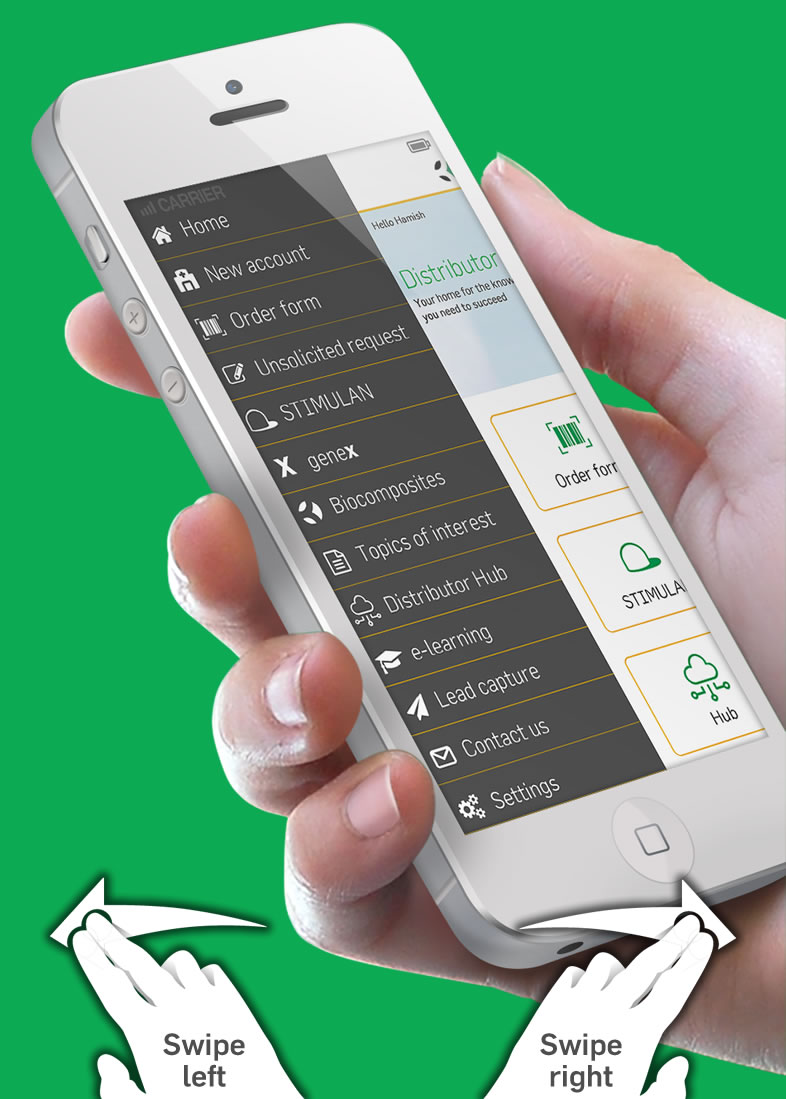 CARRIER
Home
New account
Order form
Unsolicited request
STIMULAN
genex
Biocomposites
Topics of interest
Distributor Hub
e-learning
Lead capture
Contact us
Settings
Hello Hamish
Distributor
Your home for the know
you need to succeed
Order for
STIMULA
Hub
Swipe
left
Swipe
right